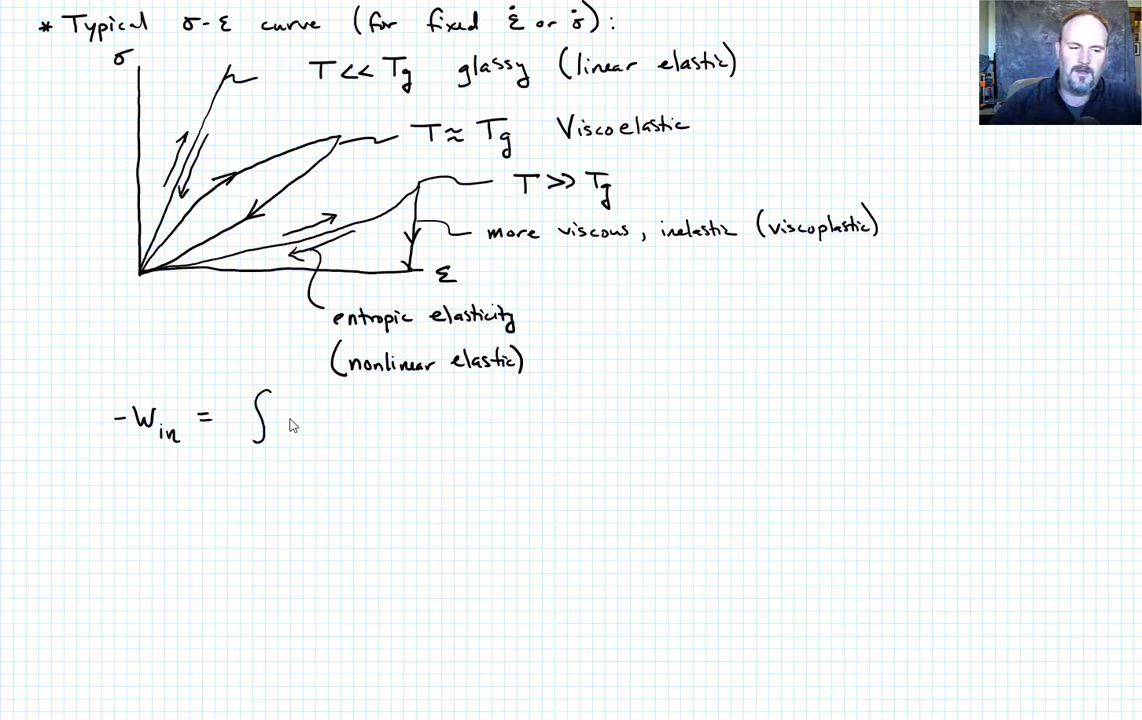 * Typical σ-ε curve (for fixed ε̇ or σ̇):
σ
T << Tg glassy (linear elastic)
T ≈ Tg Viscoelastic
T >> Tg
more viscous, inelastic (viscoplastic)
ε
entropic elasticity
(nonlinear elastic)
-W_in = ∫